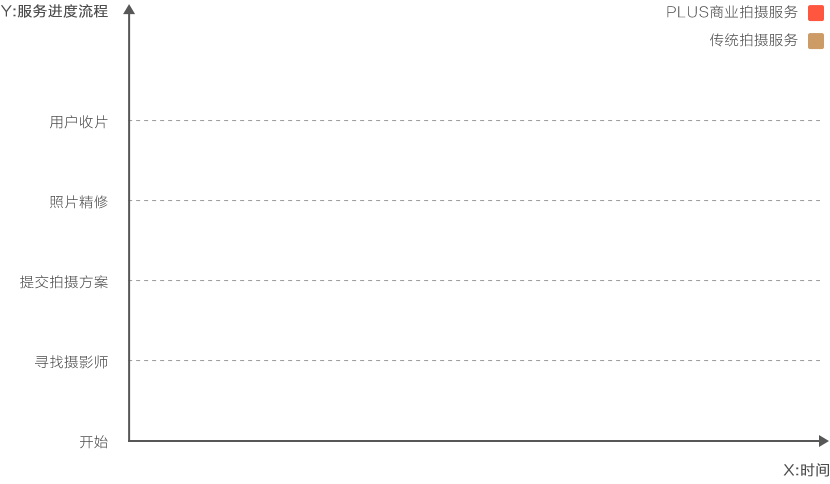 Y:服务进度流程
PLUS商业拍摄服务
传统拍摄服务
用户收片
照片精修
提交拍摄方案
寻找摄影师
开始
X:时间